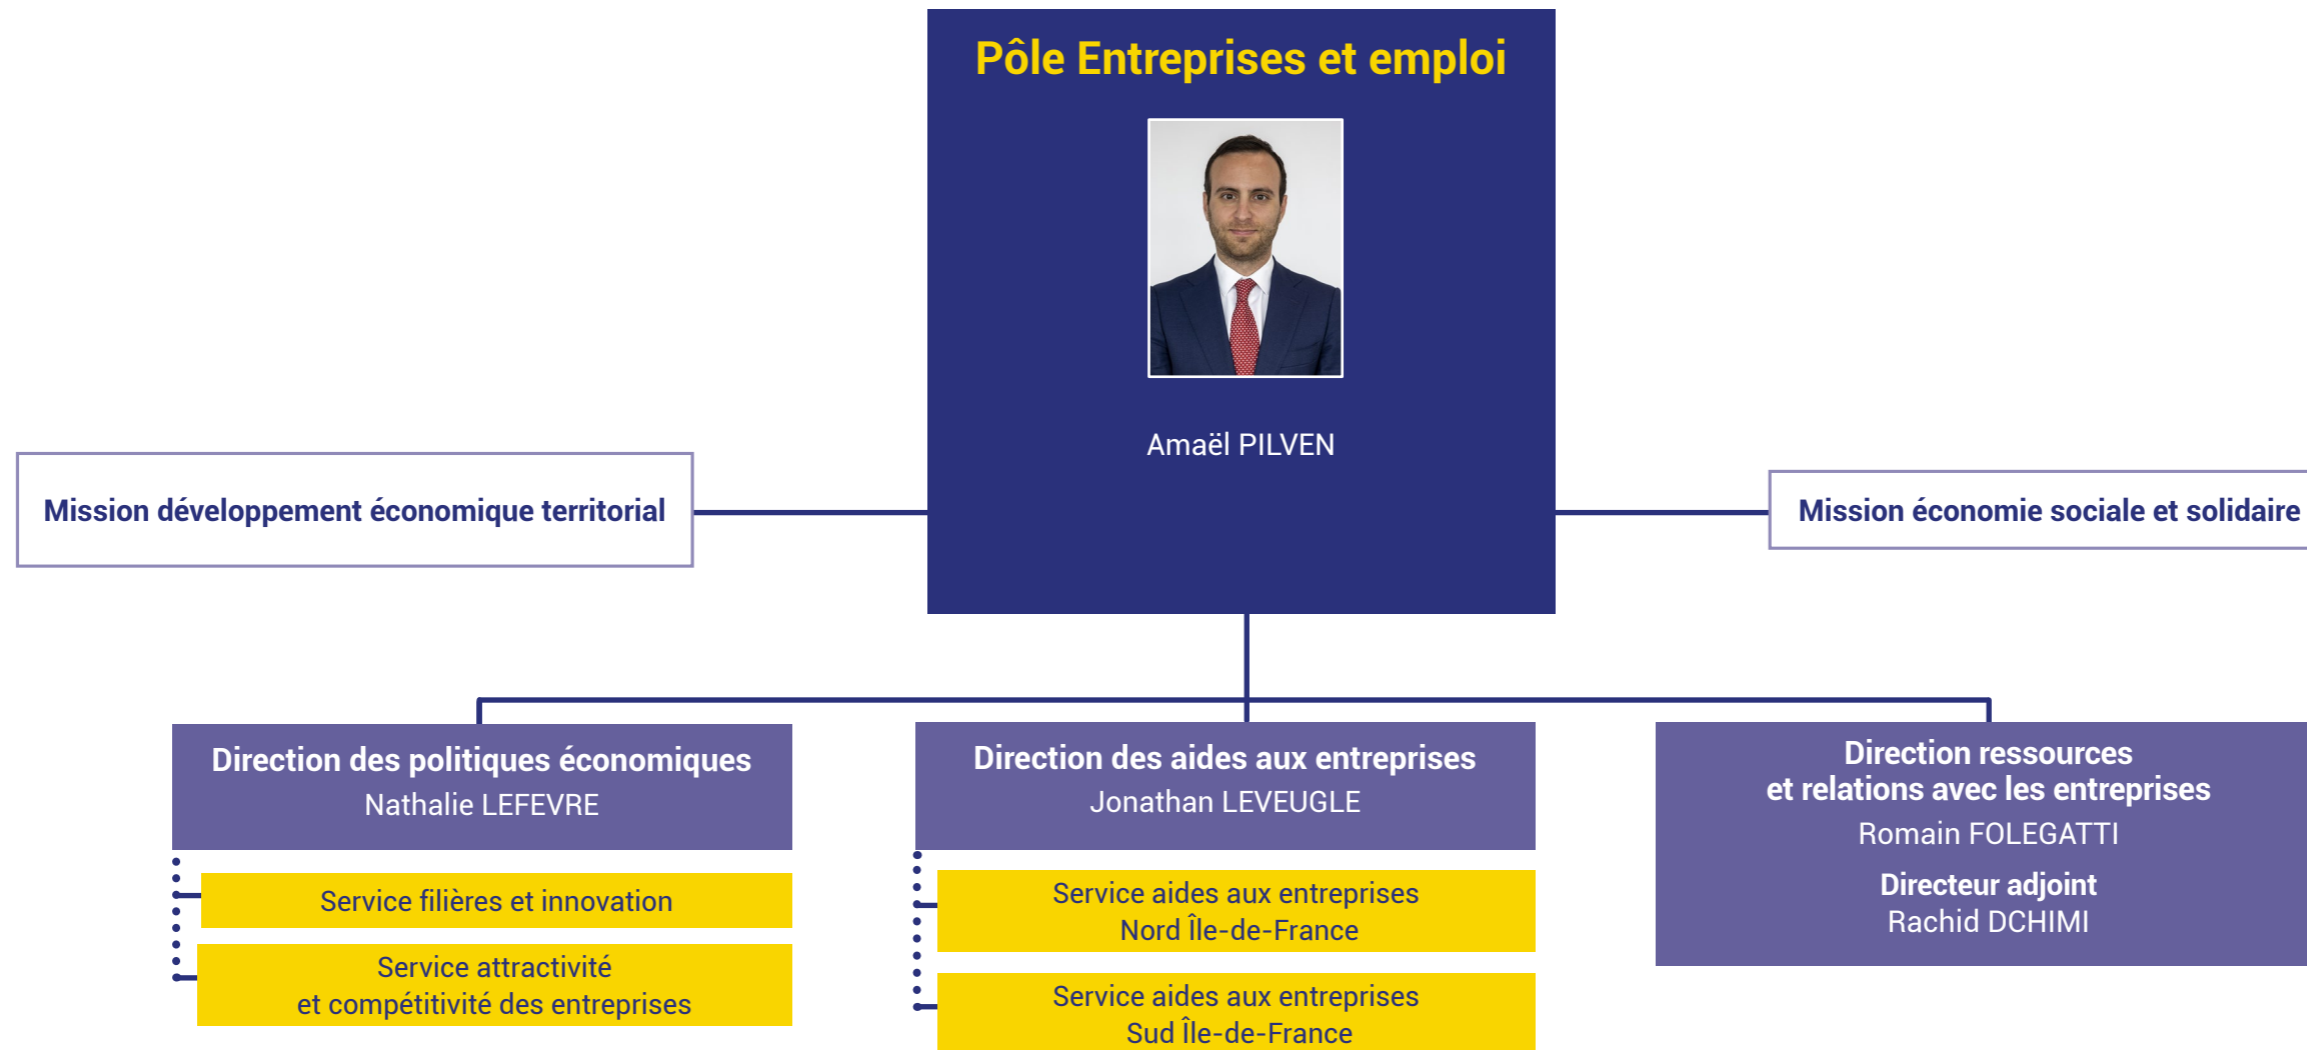 Pôle Entreprises et emploi
Amaël PILVEN
Mission développement économique territorial
Mission économie sociale et solidaire
Direction des politiques économiques
Nathalie LEFEVRE
Service filières et innovation
Service attractivité
et compétitivité des entreprises
Direction des aides aux entreprises
Jonathan LEVEUGLE
Service aides aux entreprises
Nord Île-de-France
Service aides aux entreprises
Sud Île-de-France
Direction ressources
et relations avec les entreprises
Romain FOLEGATTI
Directeur adjoint
Rachid DCHIMI